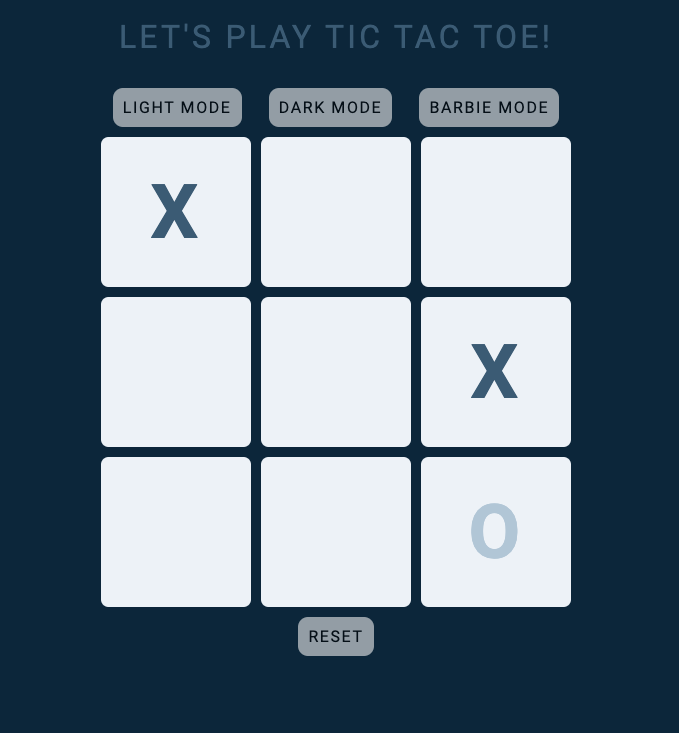 LET'S PLAY TIC TAC TOE!
LIGHT MODE DARK MODE BARBIE MODE
X
X
O
RESET